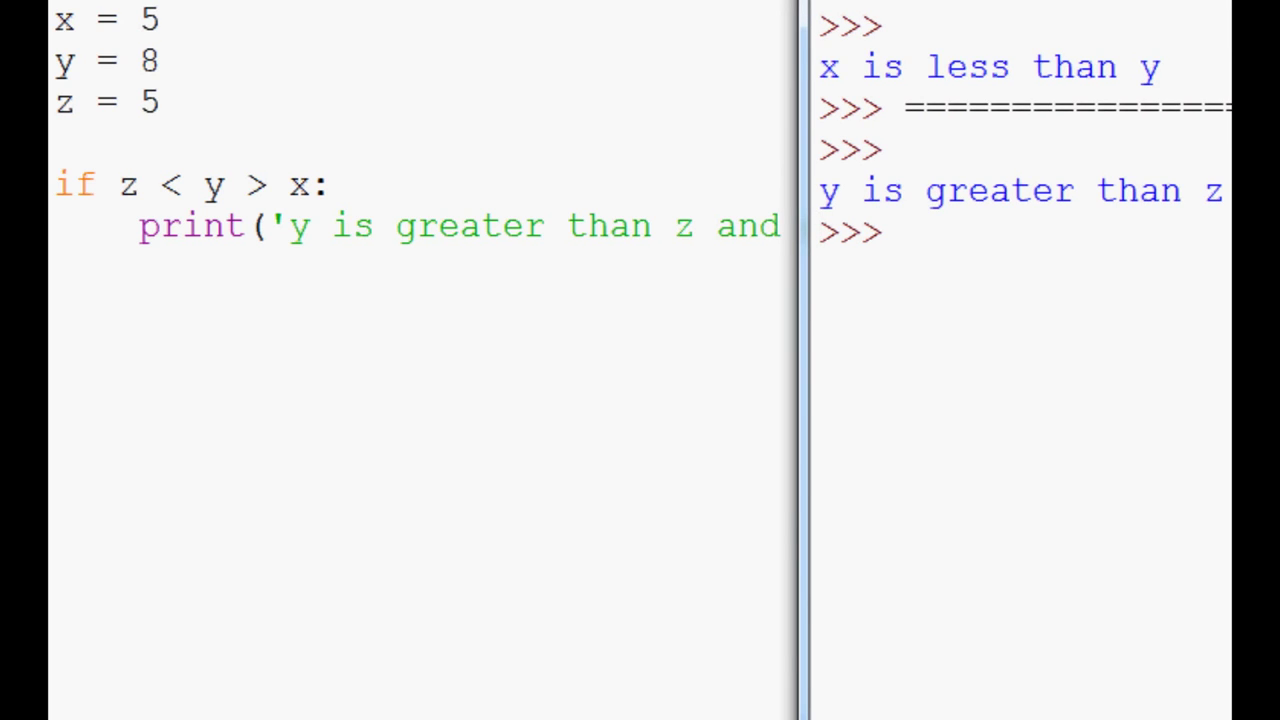 x = 5
y = 8
z = 5
if z < y > x:
    print('y is greater than z and
>>>
x is less than y
>>> ================
>>>
y is greater than z
>>>